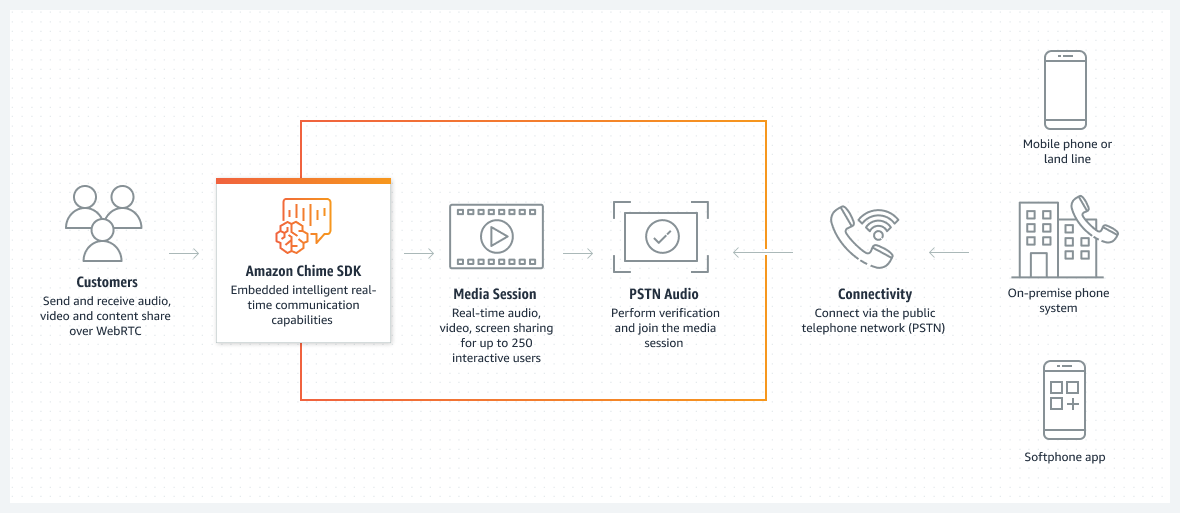 Customers
Send and receive audio,
video and content share
over WebRTC
Amazon Chime SDK
Embedded intelligent real-
time communication
capabilities
Media Session
Real-time audio,
video, screen sharing
for up to 250
interactive users
PSTN Audio
Perform verification
and join the media
session
Connectivity
Connect via the public
telephone network (PSTN)
Mobile phone or
land line
On-premise phone
system
Softphone app